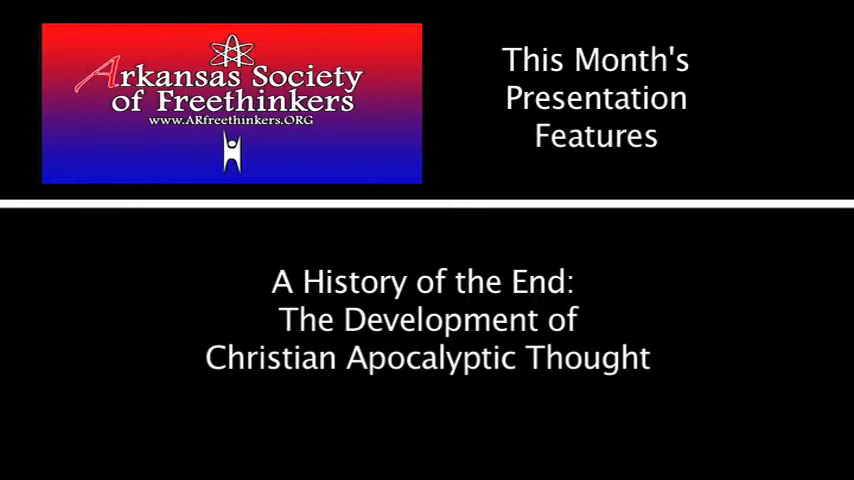 Arkansas Society
of Freethinkers
www.ARfreethinkers.ORG
This Month's
Presentation
Features
A History of the End:
The Development of
Christian Apocalyptic Thought